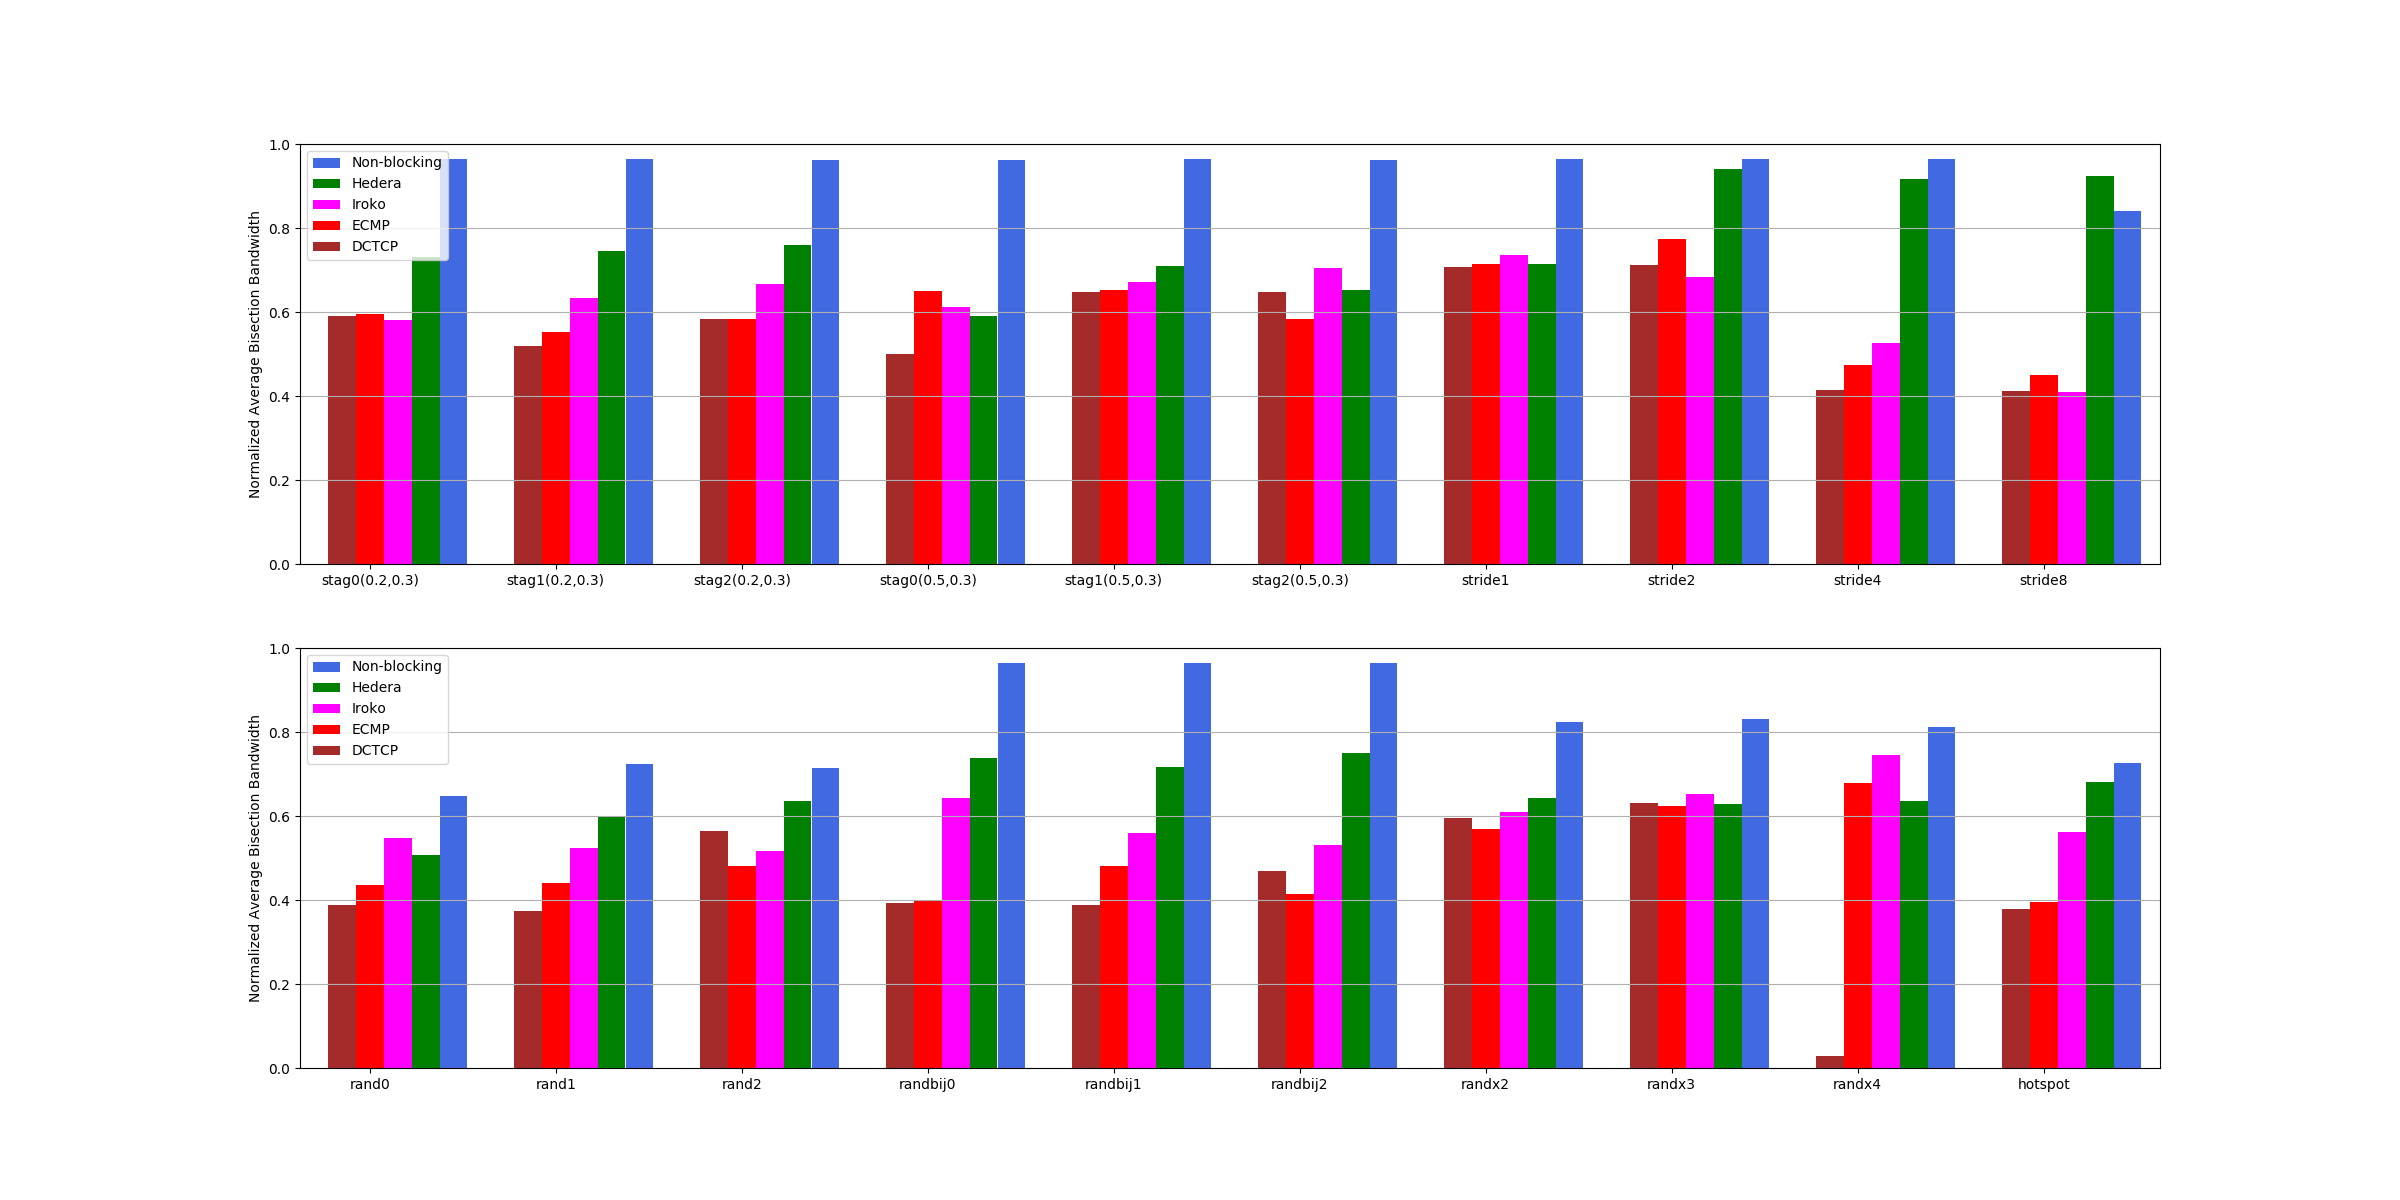 Normalized Average Bisection Bandwidth
1.0
0.8
0.6
0.4
0.2
0.0
Non-blocking
Hedera
Iroko
ECMP
DCTCP
stag0(0.2,0.3) stag1(0.2,0.3) stag2(0.2,0.3) stag0(0.5,0.3) stag1(0.5,0.3) stag2(0.5,0.3) stride1 stride2 stride4 stride8
Normalized Average Bisection Bandwidth
1.0
0.8
0.6
0.4
0.2
0.0
Non-blocking
Hedera
Iroko
ECMP
DCTCP
rand0 rand1 rand2 randbij0 randbij1 randbij2 randx2 randx3 randx4 hotspot